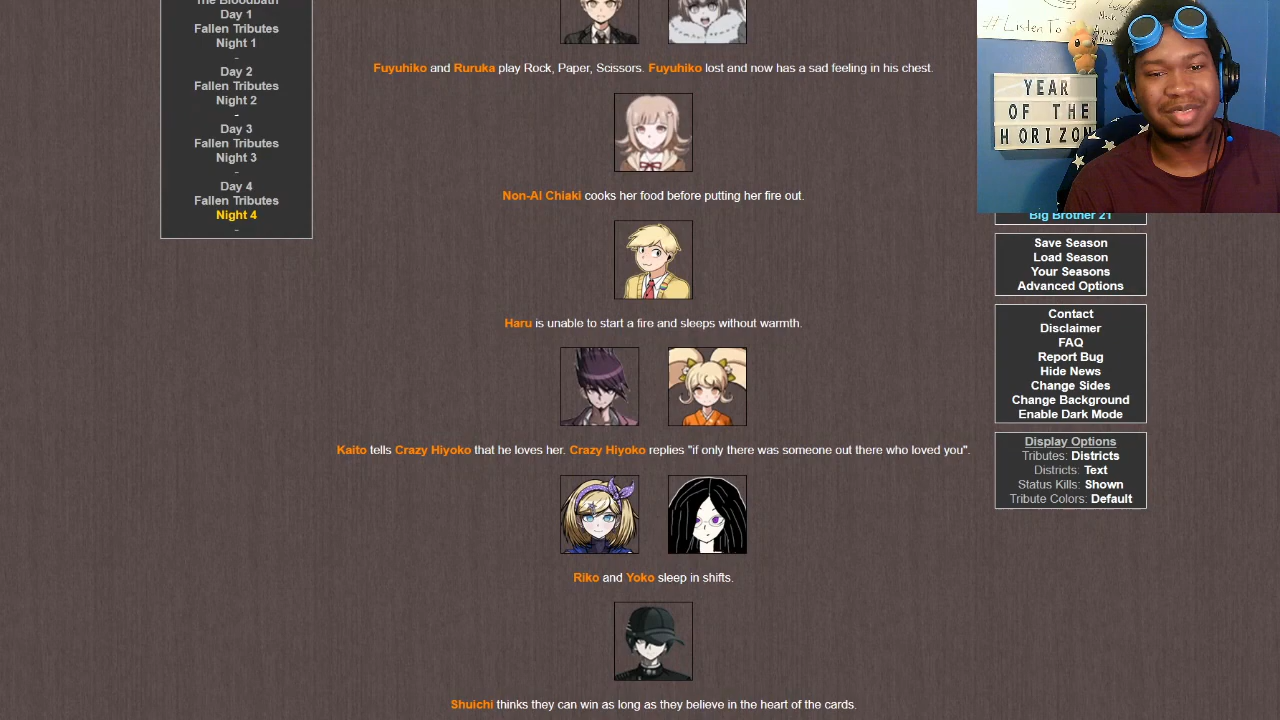 The Bloodbath
Day 1
Fallen Tributes
Night 1
-
Day 2
Fallen Tributes
Night 2
-
Day 3
Fallen Tributes
Night 3
-
Day 4
Fallen Tributes
Night 4
-
Fuyuhiko and Ruruka play Rock, Paper, Scissors. Fuyuhiko lost and now has a sad feeling in his chest.
Non-AI Chiaki cooks her food before putting her fire out.
Haru is unable to start a fire and sleeps without warmth.
Kaito tells Crazy Hiyoko that he loves her. Crazy Hiyoko replies "if only there was someone out there who loved you".
Riko and Yoko sleep in shifts.
Shuichi thinks they can win as long as they believe in the heart of the cards.
#ListenTo
YEAR
OF THE
HORIZON
Big Brother 21
Save Season
Load Season
Your Seasons
Advanced Options
Contact
Disclaimer
FAQ
Report Bug
Hide News
Change Sides
Change Background
Enable Dark Mode
Display Options
Tributes: Districts
Districts: Text
Status Kills: Shown
Tribute Colors: Default